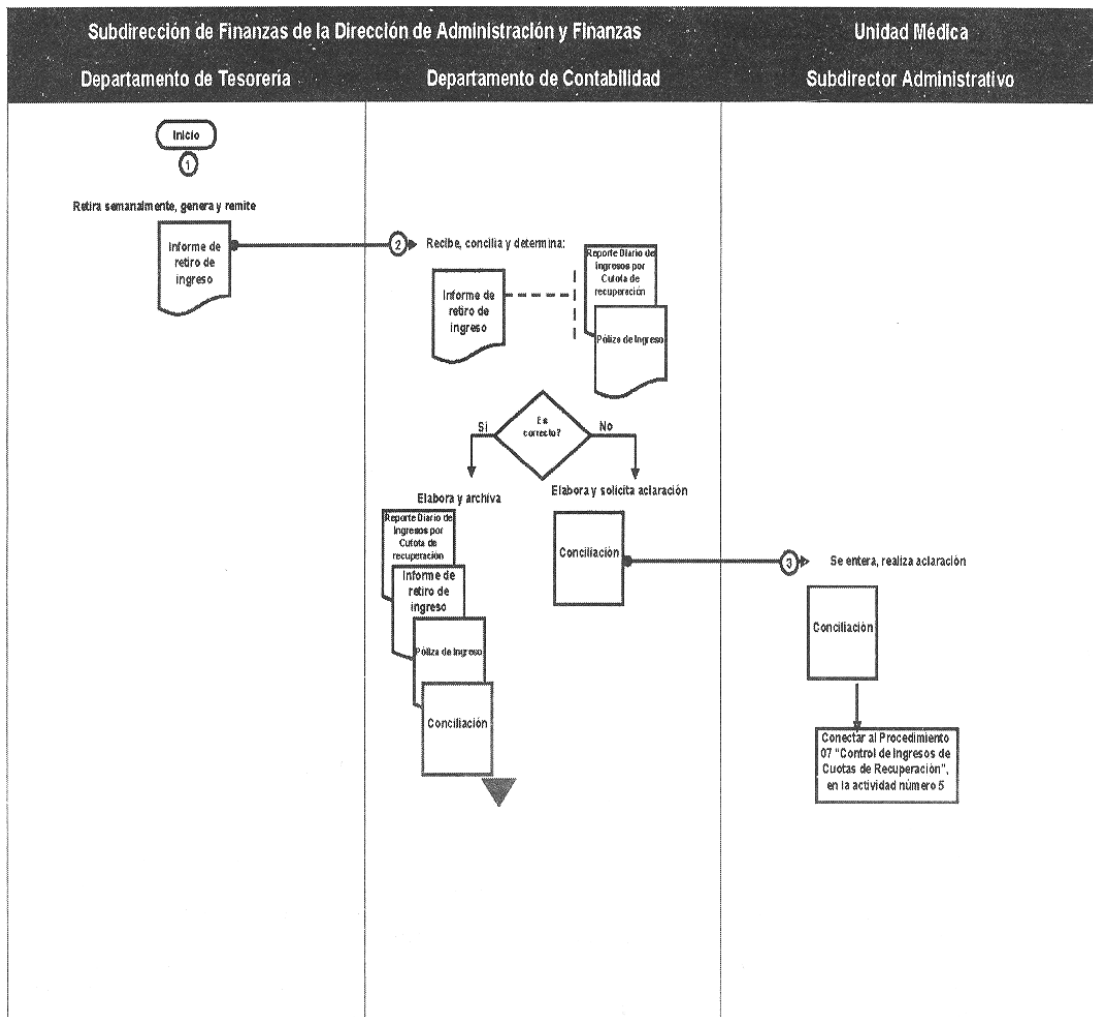 Subdirección de Finanzas de la Dirección de Administración y Finanzas
Unidad Médica
Departamento de Tesorería
Departamento de Contabilidad
Subdirector Administrativo
Inicio
1
Retira semanalmente, genera y remite
Informe de
retiro de
ingreso
2
Recibe, concilia y determina:
Informe de
retiro de
ingreso
Reporte Diario de
Ingresos por
Cutota de
recuperación
Póliza de Ingreso
Es
correcto?
Si
No
Elabora y archiva
Reporte Diario de
Ingresos por
Cutota de
recuperación
Informe de
retiro de
ingreso
Póliza de Ingreso
Conciliación
Elabora y solicita aclaración
Conciliación
3
Se entera, realiza aclaración
Conciliación
Conectar al Procedimiento
07 "Control de Ingresos de
Cuotas de Recuperación",
en la actividad número 5